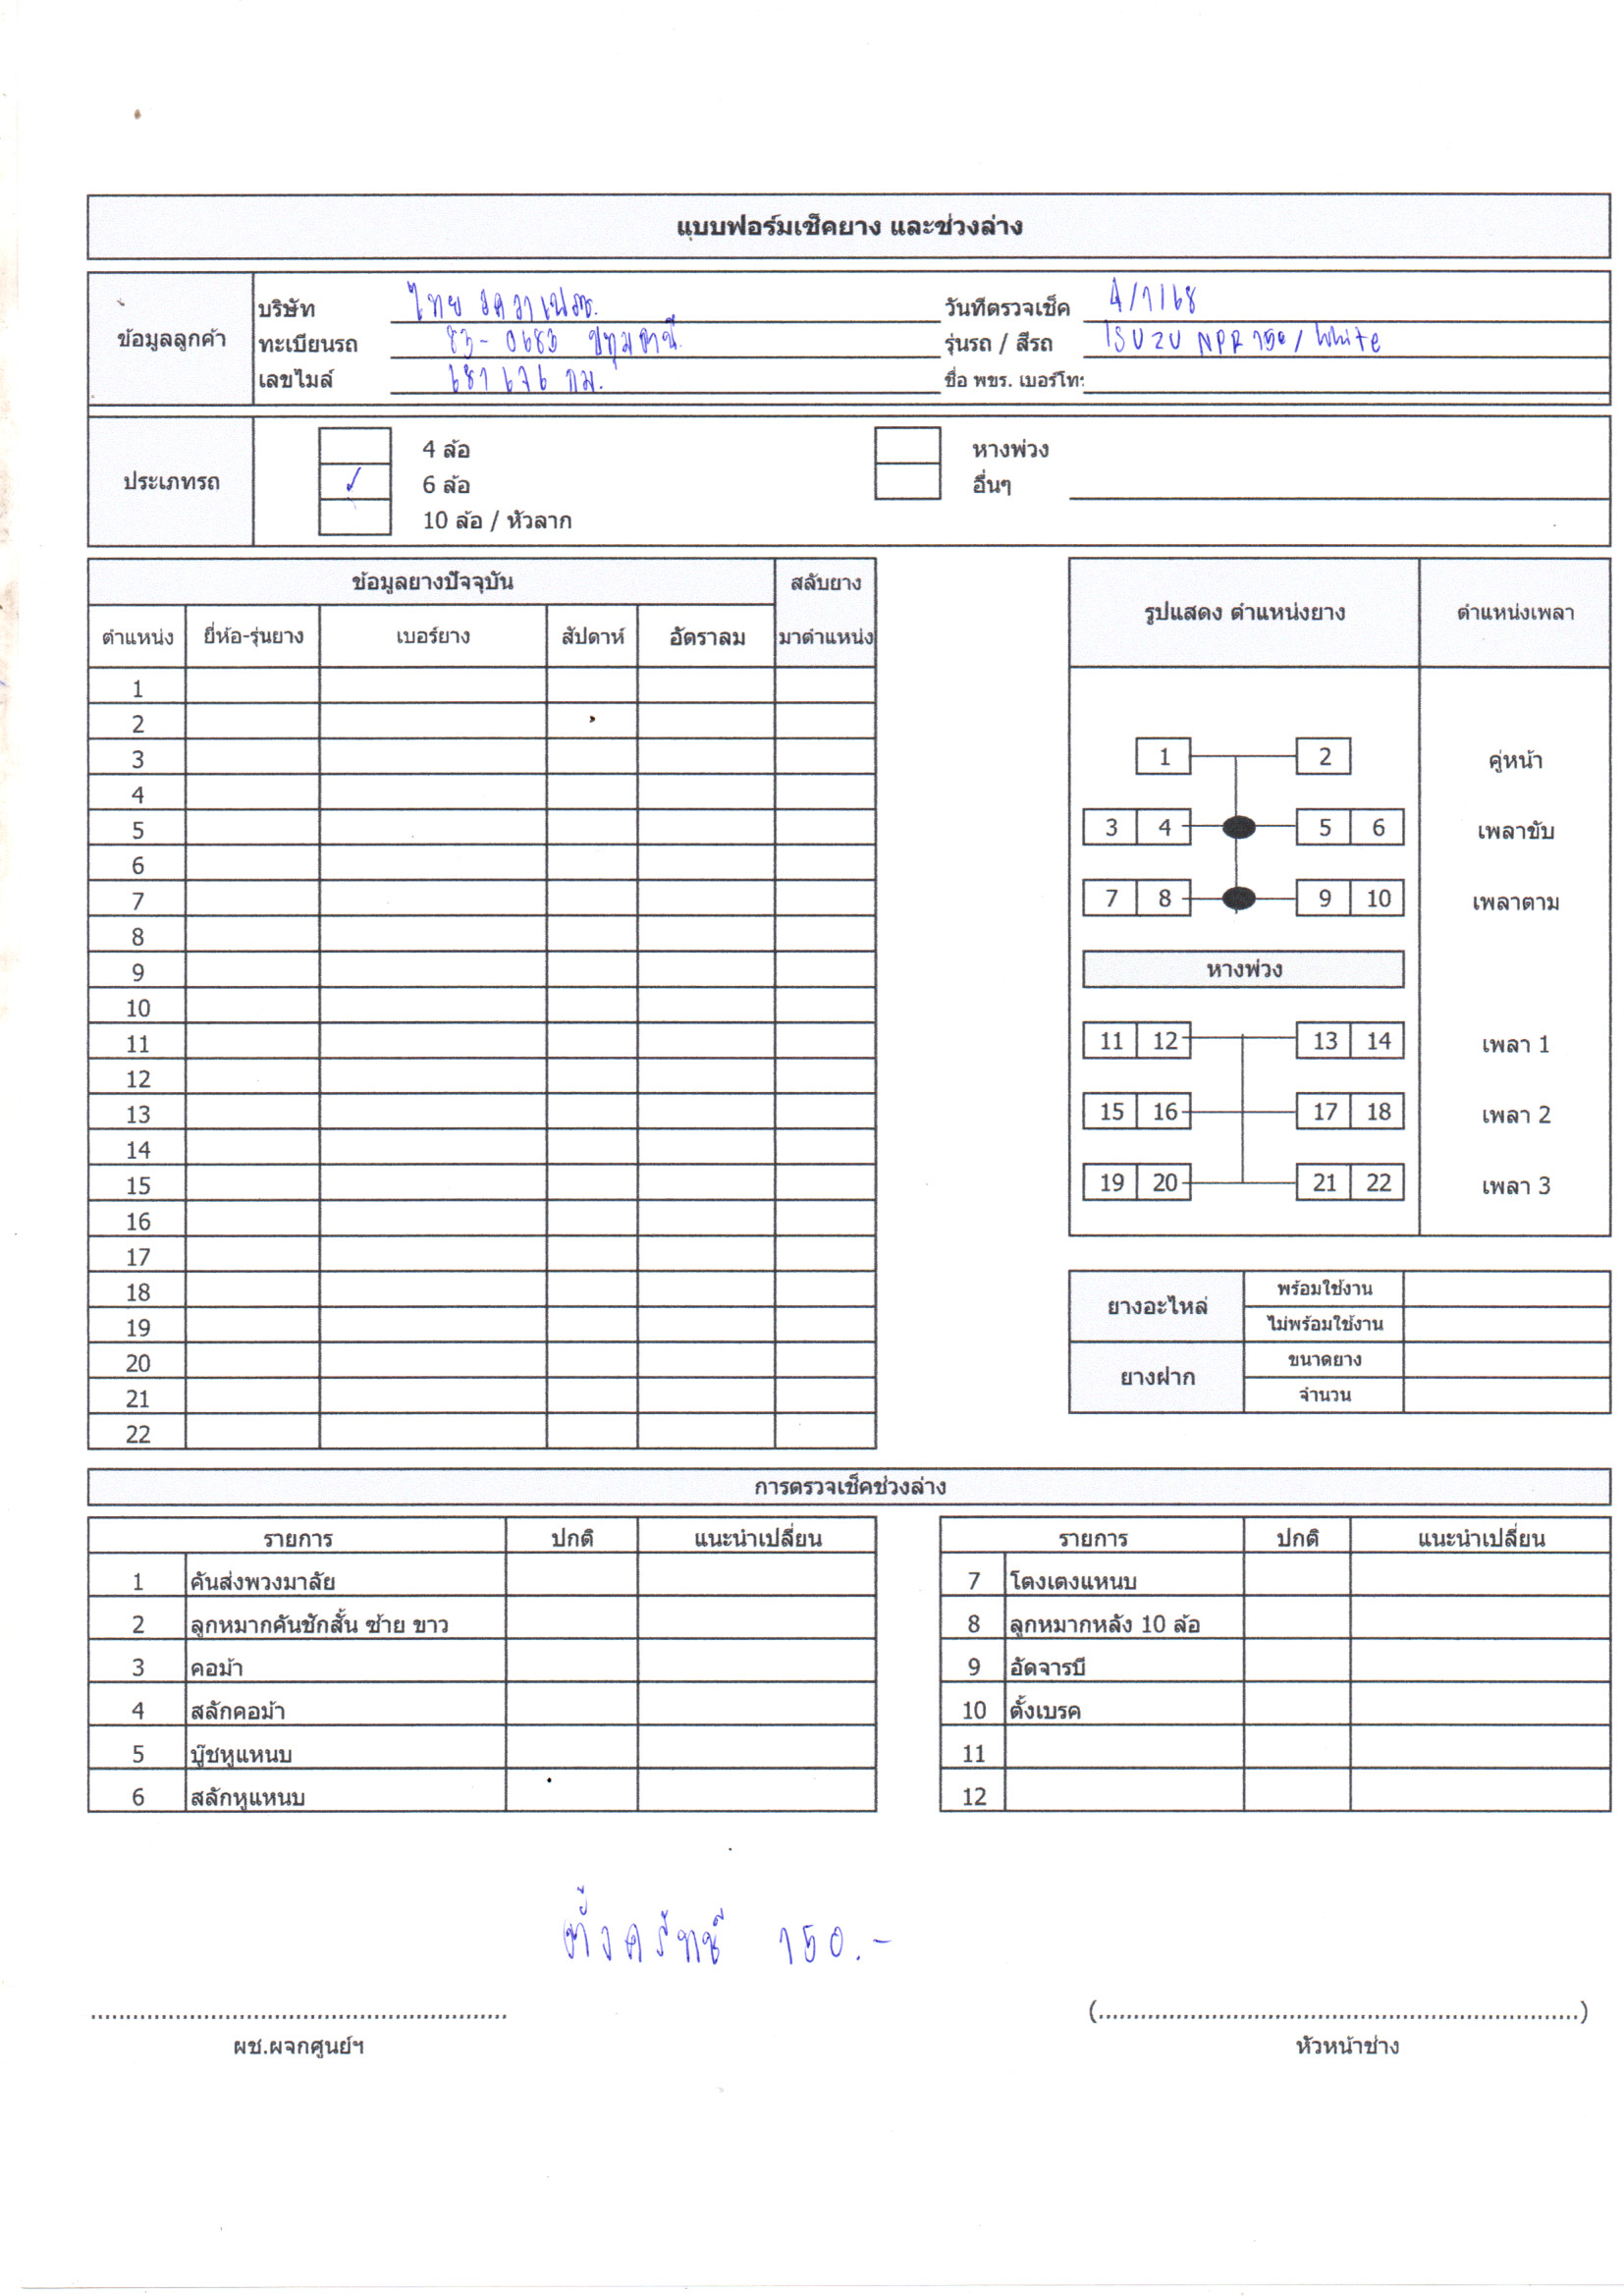 แบบฟอร์มเช็คยาง และช่วงล่าง
ข้อมูลลูกค้า
บริษัท ไทย
วันที่ตรวจเช็ค 4/1/68
ทะเบียนรถ 83-0683 ปทุมธานี
รุ่นรถ / สีรถ ISUZU NPR 150 / White
เลขไมล์ 681676 กม.
ชื่อ พขร. เบอร์โทร
ประเภทรถ
4 ล้อ
หางพ่วง
✓ 6 ล้อ
อื่นๆ
10 ล้อ / หัวลาก
ข้อมูลยางปัจจุบัน สลับยาง
ตำแหน่ง ยี่ห้อ-รุ่นยาง เบอร์ยาง สัปดาห์ อัตราลม มาตำแหน่ง
1
2
3
4
5
6
7
8
9
10
11
12
13
14
15
16
17
18
19
20
21
22
รูปแสดง ตำแหน่งยาง ตำแหน่งเพลา
1 2 คู่หน้า
3 4 5 6 เพลาขับ
7 8 9 10 เพลาตาม
หางพ่วง
11 12 13 14 เพลา 1
15 16 17 18 เพลา 2
19 20 21 22 เพลา 3
ยางอะไหล่ พร้อมใช้งาน
ไม่พร้อมใช้งาน
ยางฝาก ขนาดยาง
จำนวน
การตรวจเช็คช่วงล่าง
รายการ ปกติ แนะนำเปลี่ยน
1 คันส่งพวงมาลัย
2 ลูกหมากคันชักสั้น ซ้าย ขาว
3 คอม้า
4 สลักคอม้า
5 บู๊ชหูแหนบ
6 สลักหูแหนบ
รายการ ปกติ แนะนำเปลี่ยน
7 โตงเตงแหนบ
8 ลูกหมากหลัง 10 ล้อ
9 อัดจารบี
10 ตั้งเบรค
11
12
ตั้งครัทช์ 150.-
ผช.ผจกศูนย์ฯ
(....................)
หัวหน้าช่าง